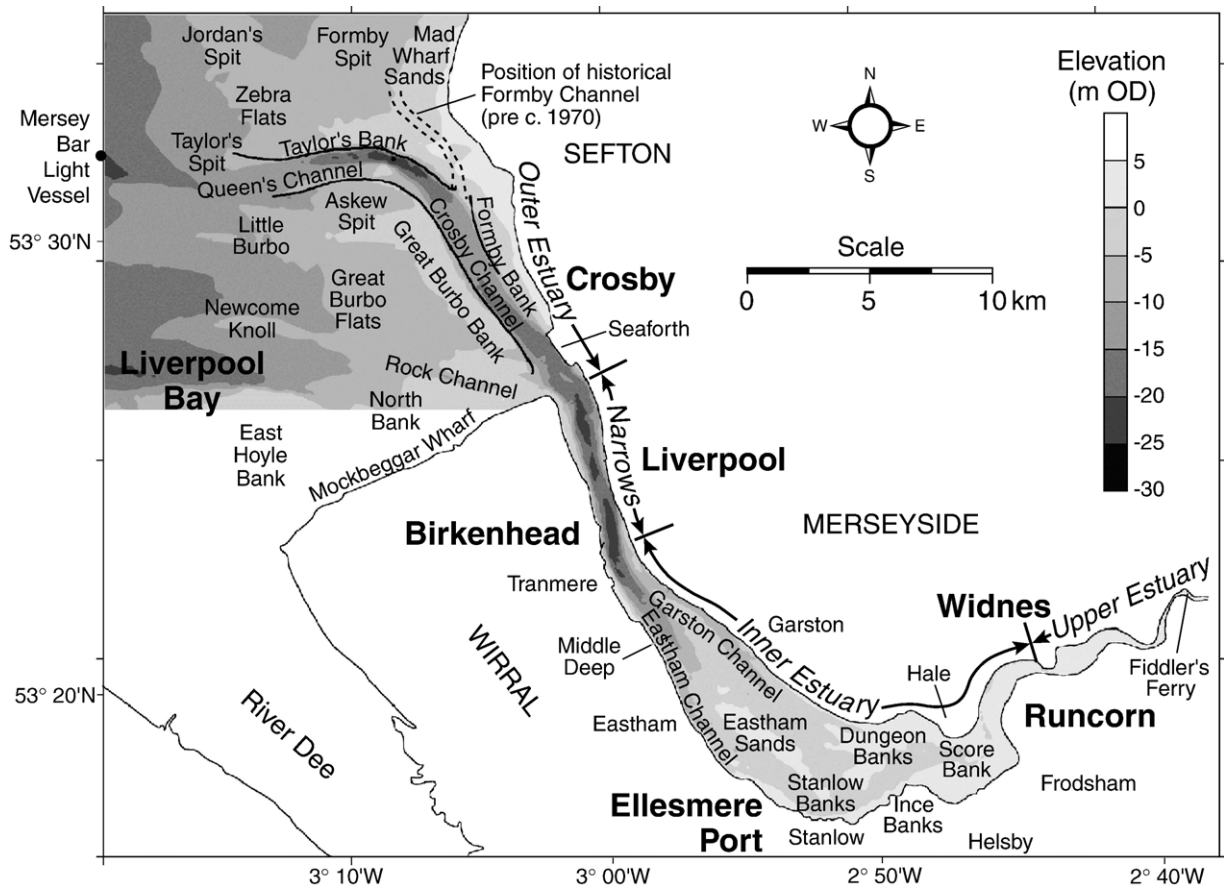 Jordan's
Spit
Formby
Spit
Mad
Wharf
Sands
Position of historical
Formby Channel
(pre c. 1970)
Zebra
Flats
Mersey
Bar
Light
Vessel
Taylor's
Spit
Taylor's Bank
Queen's Channel
SEFTON
N
W
E
S
Elevation
(m OD)
5
0
-5
-10
-15
-20
-25
-30
53° 30'N
Little
Burbo
Askew
Spit
Crosby Channel
Formby Bank
Outer Estuary
Great Burbo Bank
Great
Burbo
Flats
Newcome
Knoll
Crosby
Seaforth
Scale
0
5
10 km
Liverpool
Bay
Rock Channel
North
Bank
East
Hoyle
Bank
Mockbeggar Wharf
Narrows
Liverpool
Birkenhead
MERSEYSIDE
Tranmere
Garston Channel
Inner Estuary
Garston
Widnes
Upper Estuary
Fiddler's
Ferry
Middle
Deep
Eastham Channel
WIRRAL
53° 20'N
River Dee
Hale
Runcorn
Eastham
Eastham
Sands
Dungeon
Banks
Score
Bank
Stanlow
Banks
Ince
Banks
Frodsham
Ellesmere
Port
Stanlow
Helsby
3° 10'W
3° 00'W
2° 50'W
2° 40'W